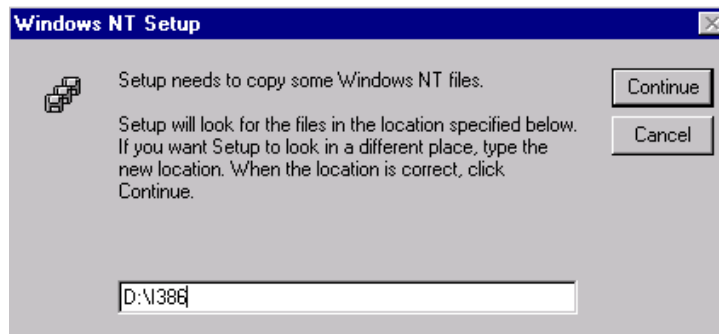 Windows NT Setup
Setup needs to copy some Windows NT files.
Continue
Setup will look for the files in the location specified below.
If you want Setup to look in a different place, type the
new location. When the location is correct, click
Continue.
Cancel
D:\I386